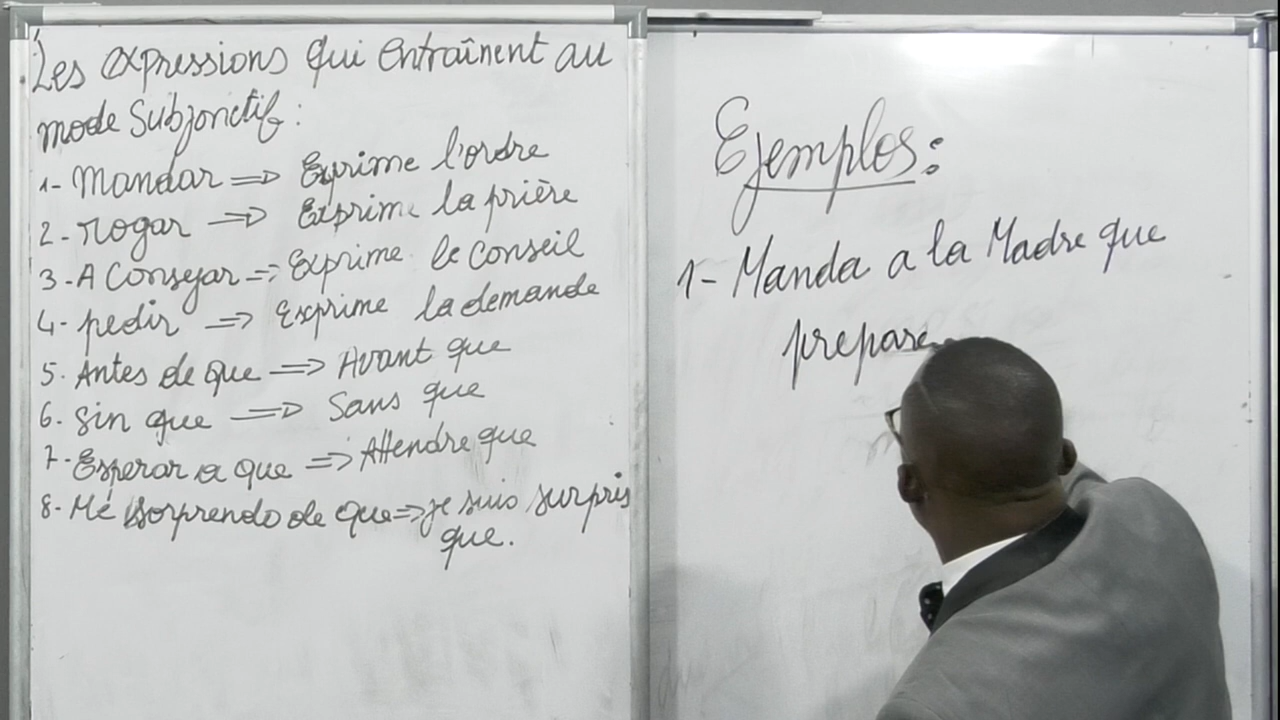 Les expressions qui entraînent au
mode Subjonctif :
1- Mandar => Exprime l'ordre
2- rogar => Exprime la prière
3- A Consejar => Exprime le Conseil
4- pedir => Exprime la demande
5. Antes de que => Avant que
6. Sin que => Sans que
7- Esperar a que => Attendre que
8- Me Sorprendo de que => je suis surpris
que.
Ejemplos :
1- Manda a la Madre que
prepare